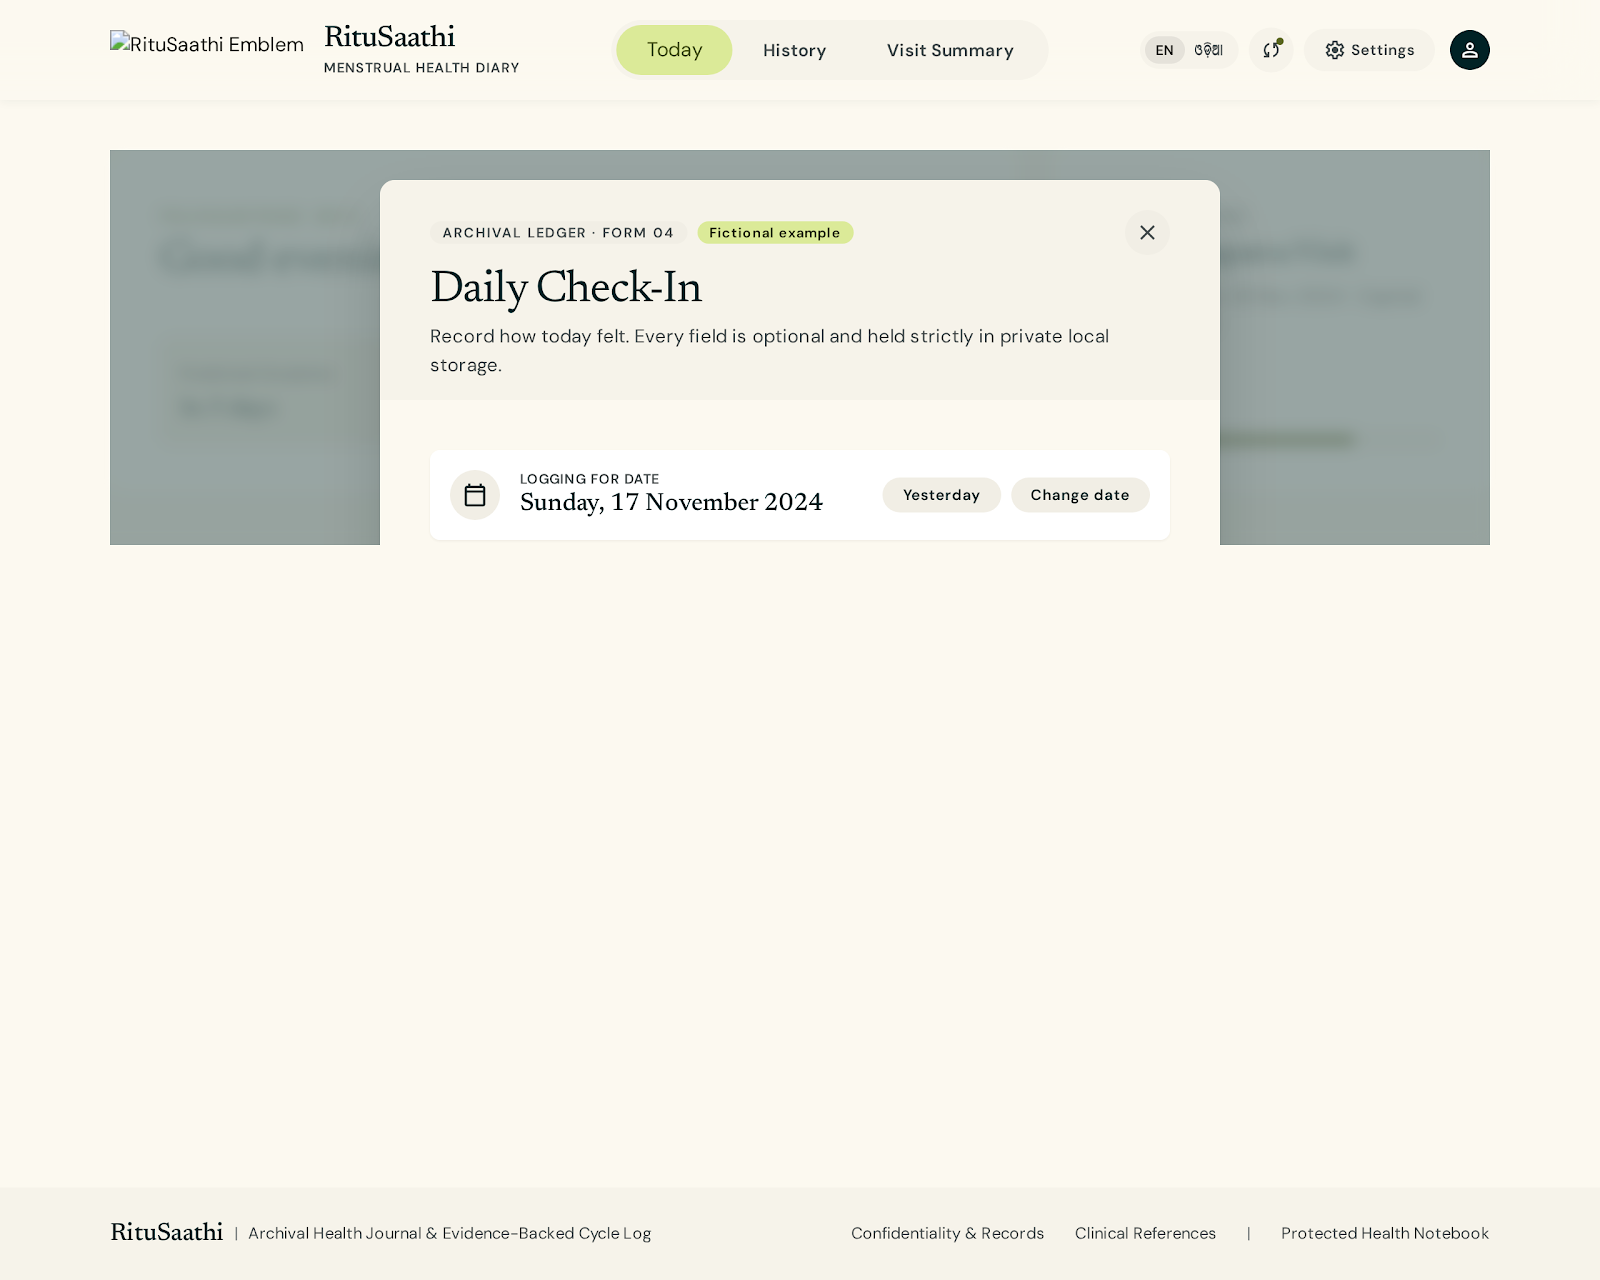 RituSaathi Emblem
RituSaathi
MENSTRUAL HEALTH DIARY
Today
History
Visit Summary
EN
ଓଡ଼ିଆ
Settings
ARCHIVAL LEDGER · FORM 04
Fictional example
Daily Check-In
Record how today felt. Every field is optional and held strictly in private local
storage.
LOGGING FOR DATE
Sunday, 17 November 2024
Yesterday
Change date
RituSaathi | Archival Health Journal & Evidence-Backed Cycle Log
Confidentiality & Records
Clinical References
|
Protected Health Notebook